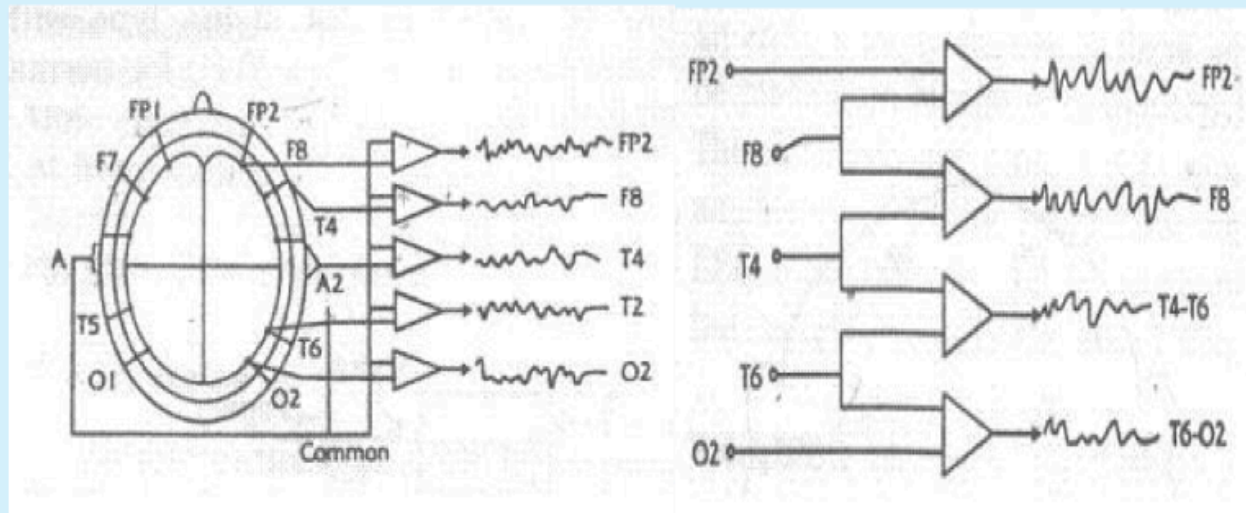 FP1
FP2
F7
F8
T4
A
A2
T5
T6
O1
O2
Common
FP2
F8
T4
T2
O2
FP2
F8
T4
T6
O2
FP2-
F8
T4-T6
T6-O2